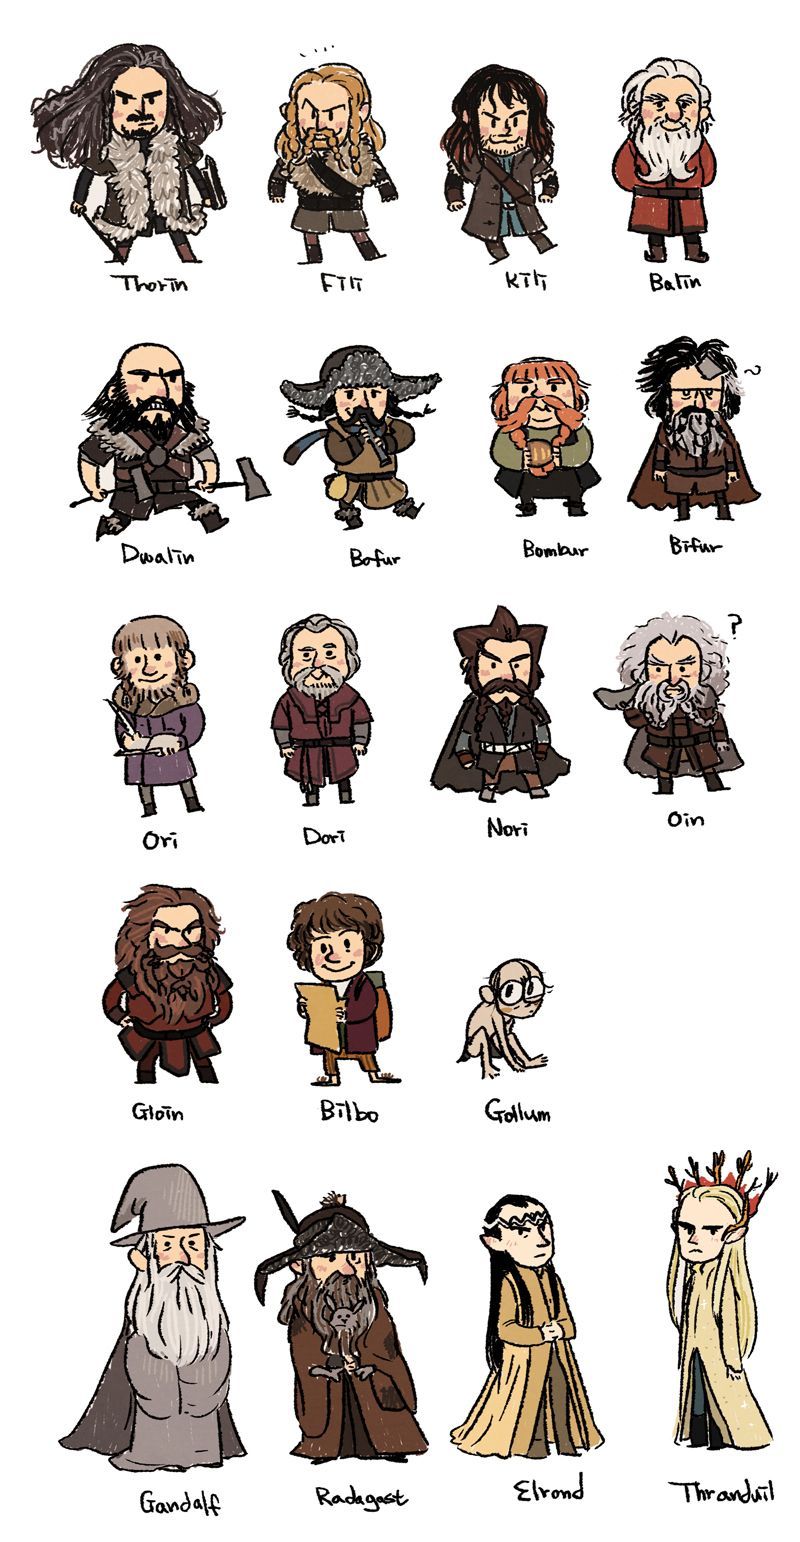 Thorin
Fili
Kili
Balin
Dwalin
Bofur
Bombur
Bifur
?
Ori
Dori
Nori
Oin
Gloin
Bilbo
Gollum
Gandalf
Radagast
Elrond
Thranduil